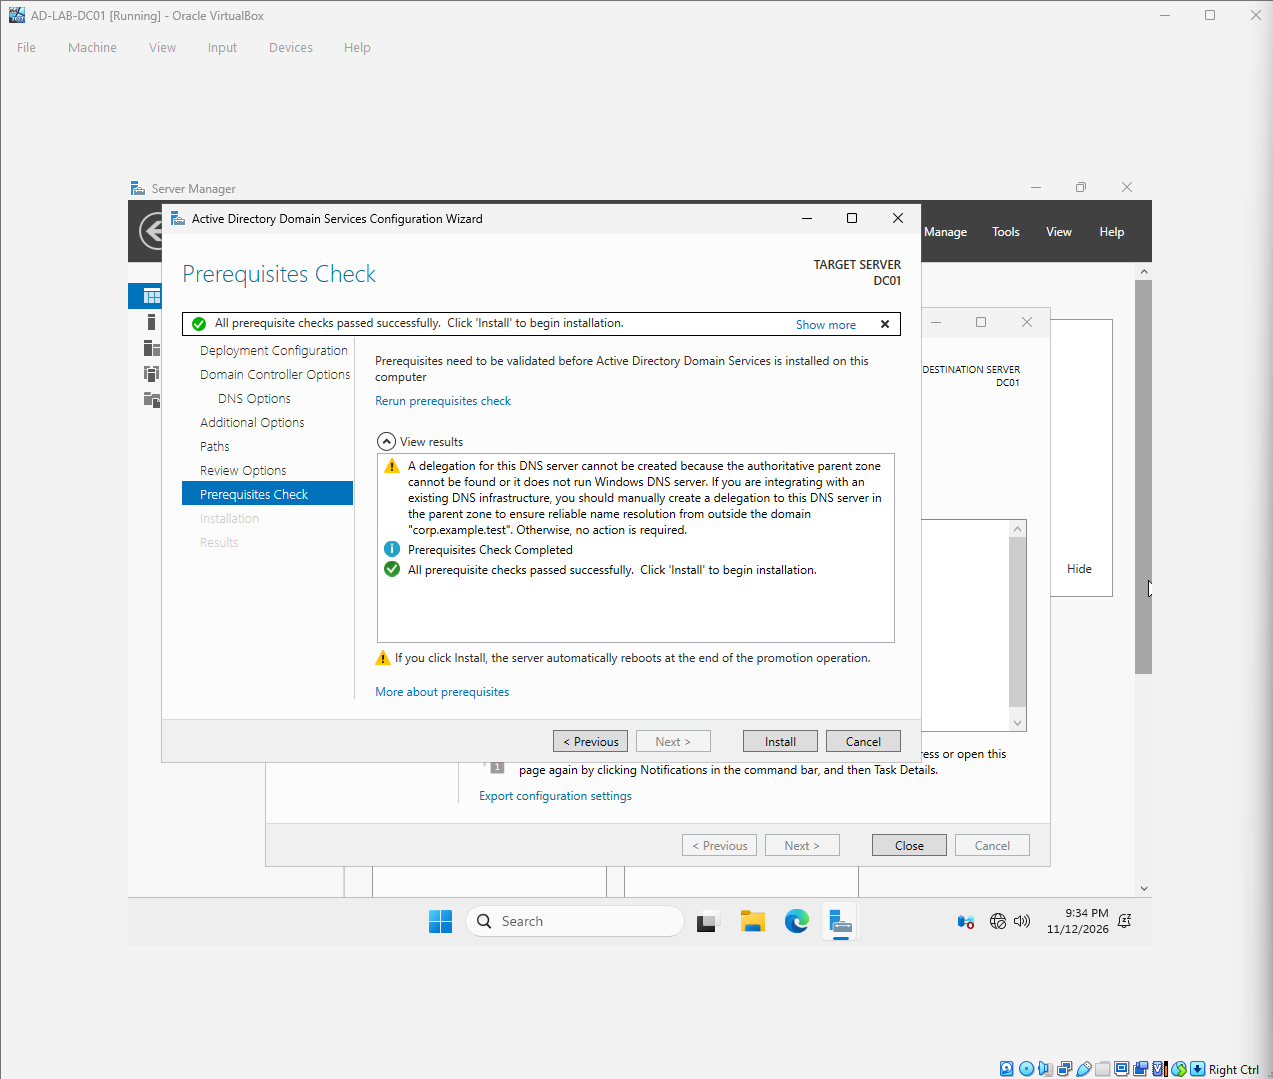 AD-LAB-DC01 [Running] - Oracle VirtualBox
File Machine View Input Devices Help
Server Manager
Manage Tools View Help
Active Directory Domain Services Configuration Wizard
Prerequisites Check
TARGET SERVER
DC01
All prerequisite checks passed successfully. Click 'Install' to begin installation.
Show more
Deployment Configuration
Domain Controller Options
DNS Options
Additional Options
Paths
Review Options
Prerequisites Check
Installation
Results
Prerequisites need to be validated before Active Directory Domain Services is installed on this
computer
Rerun prerequisites check
View results
A delegation for this DNS server cannot be created because the authoritative parent zone
cannot be found or it does not run Windows DNS server. If you are integrating with an
existing DNS infrastructure, you should manually create a delegation to this DNS server in
the parent zone to ensure reliable name resolution from outside the domain
"corp.example.test". Otherwise, no action is required.
Prerequisites Check Completed
All prerequisite checks passed successfully. Click 'Install' to begin installation.
If you click Install, the server automatically reboots at the end of the promotion operation.
More about prerequisites
< Previous
Next >
Install
Cancel
DESTINATION SERVER
DC01
Hide
1
or open this
page again by clicking Notifications in the command bar, and then Task Details.
Export configuration settings
< Previous
Next >
Close
Cancel
Search
9:34 PM
11/12/2026
Right Ctrl